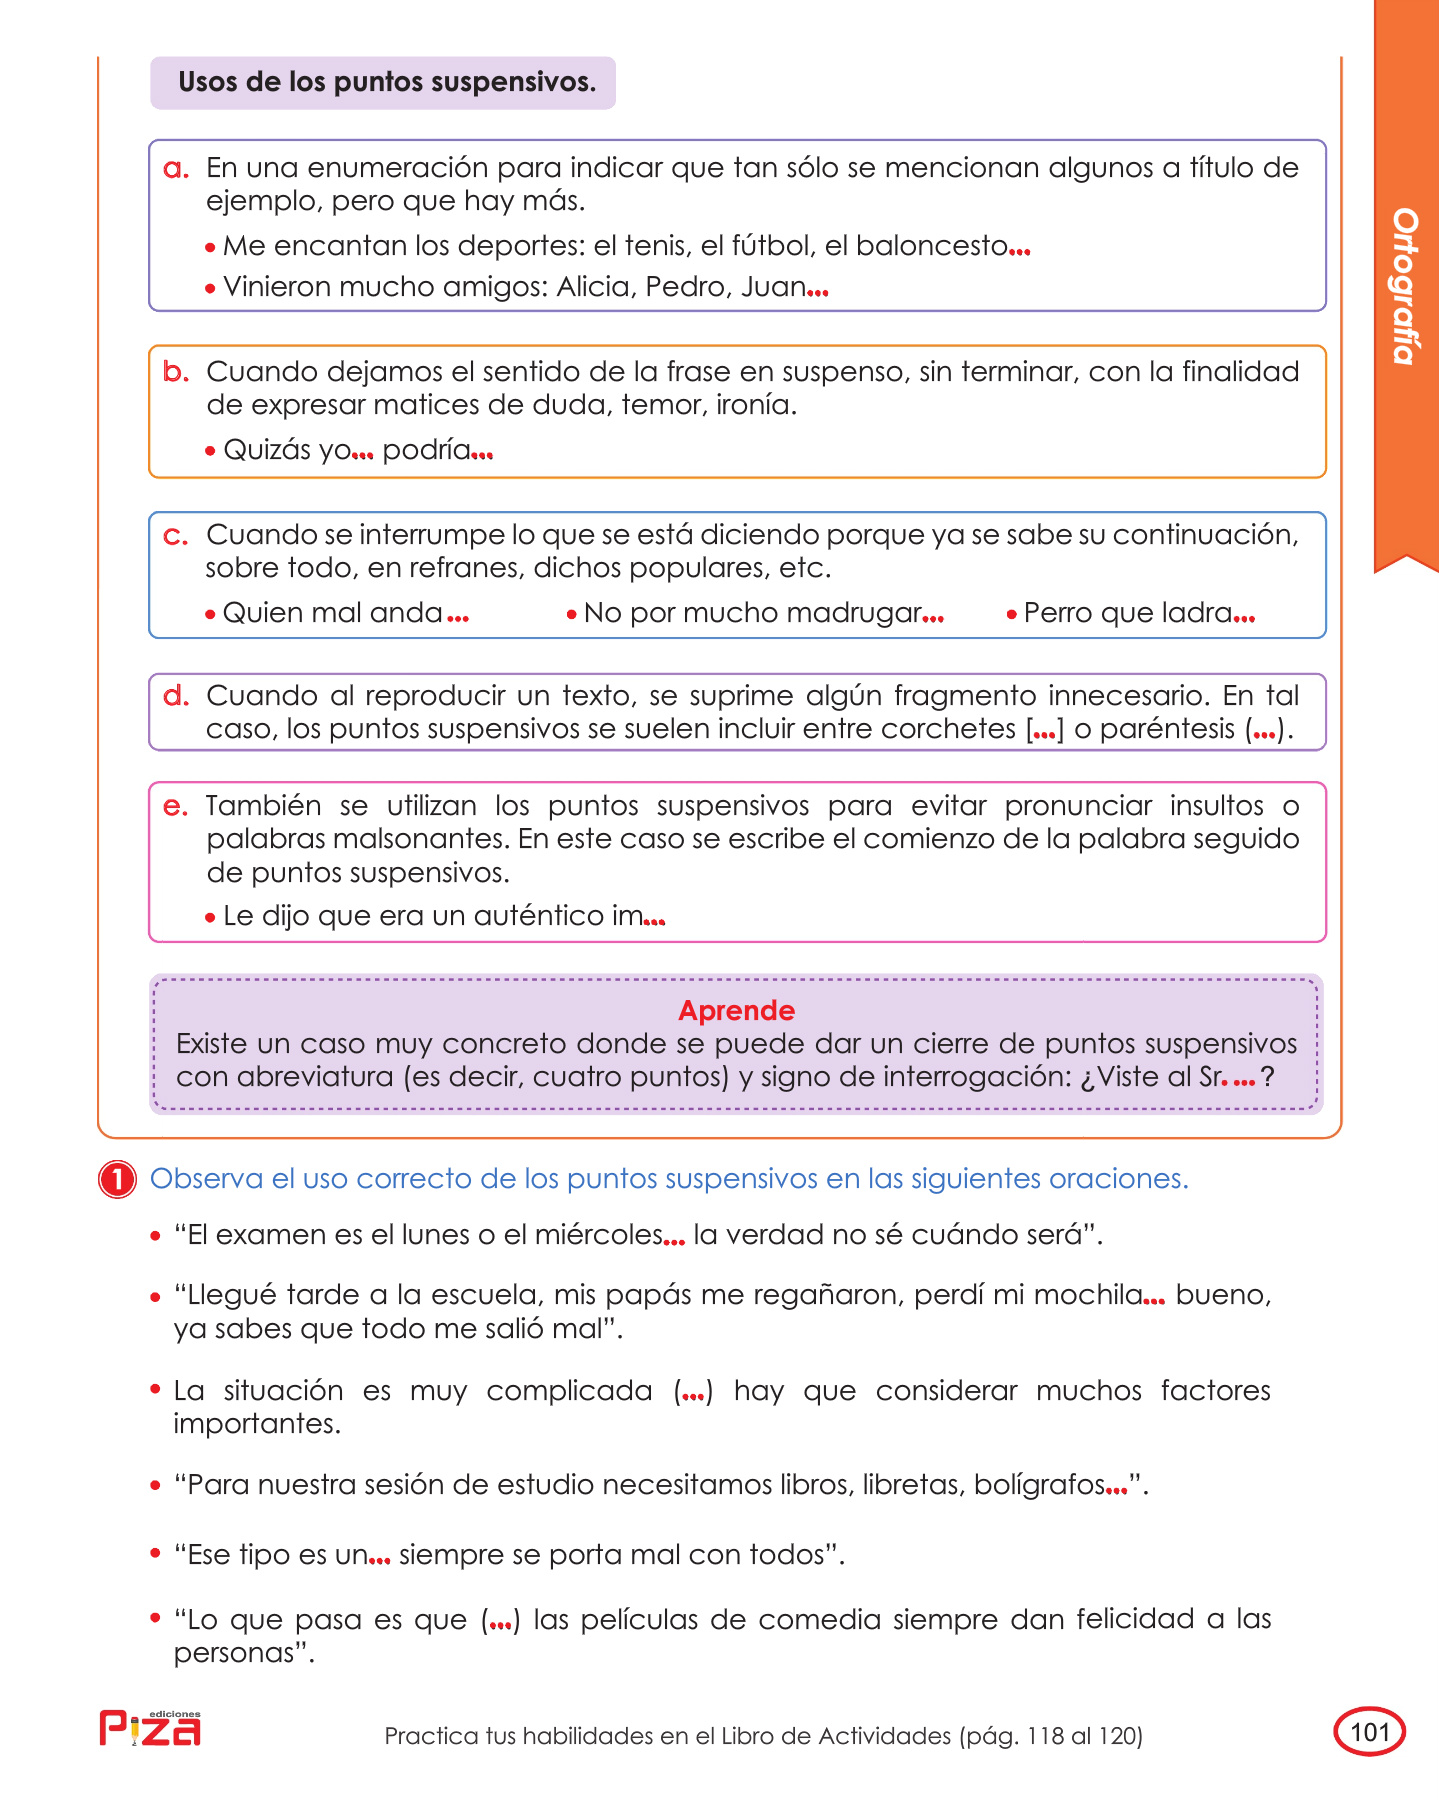 Usos de los puntos suspensivos.
Ortografía
a. En una enumeración para indicar que tan sólo se mencionan algunos a título de
ejemplo, pero que hay más.
• Me encantan los deportes: el tenis, el fútbol, el baloncesto...
• Vinieron mucho amigos: Alicia, Pedro, Juan...
b. Cuando dejamos el sentido de la frase en suspenso, sin terminar, con la finalidad
de expresar matices de duda, temor, ironía.
• Quizás yo... podría...
c. Cuando se interrumpe lo que se está diciendo porque ya se sabe su continuación,
sobre todo, en refranes, dichos populares, etc.
• Quien mal anda... • No por mucho madrugar... • Perro que ladra...
d. Cuando al reproducir un texto, se suprime algún fragmento innecesario. En tal
caso, los puntos suspensivos se suelen incluir entre corchetes [...] o paréntesis (...).
e. También se utilizan los puntos suspensivos para evitar pronunciar insultos o
palabras malsonantes. En este caso se escribe el comienzo de la palabra seguido
de puntos suspensivos.
• Le dijo que era un auténtico im...
Aprende
Existe un caso muy concreto donde se puede dar un cierre de puntos suspensivos
con abreviatura (es decir, cuatro puntos) y signo de interrogación: ¿Viste al Sr. ...?
1 Observa el uso correcto de los puntos suspensivos en las siguientes oraciones.
• “El examen es el lunes o el miércoles... la verdad no sé cuándo será”.
• “Llegué tarde a la escuela, mis papás me regañaron, perdí mi mochila... bueno,
ya sabes que todo me salió mal”.
• La situación es muy complicada (...) hay que considerar muchos factores
importantes.
• “Para nuestra sesión de estudio necesitamos libros, libretas, bolígrafos...”.
• “Ese tipo es un... siempre se porta mal con todos”.
• “Lo que pasa es que (...) las películas de comedia siempre dan felicidad a las
personas”.
ediciones
Piza
Practica tus habilidades en el Libro de Actividades (pág. 118 al 120)
101